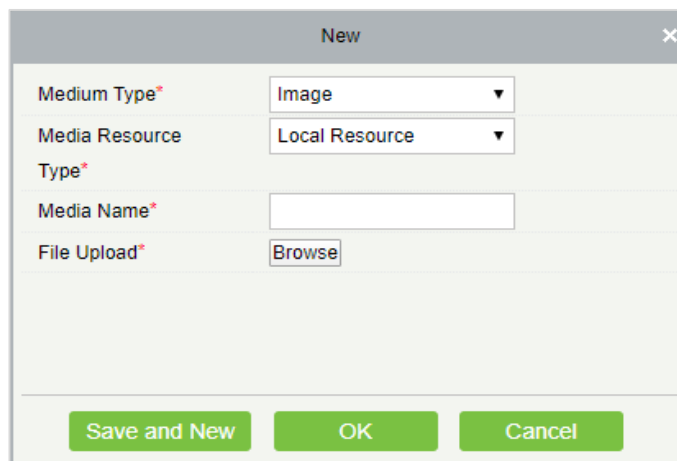 New
Medium Type* Image
Media Resource Local Resource
Type*
Media Name*
File Upload* Browse
Save and New OK Cancel